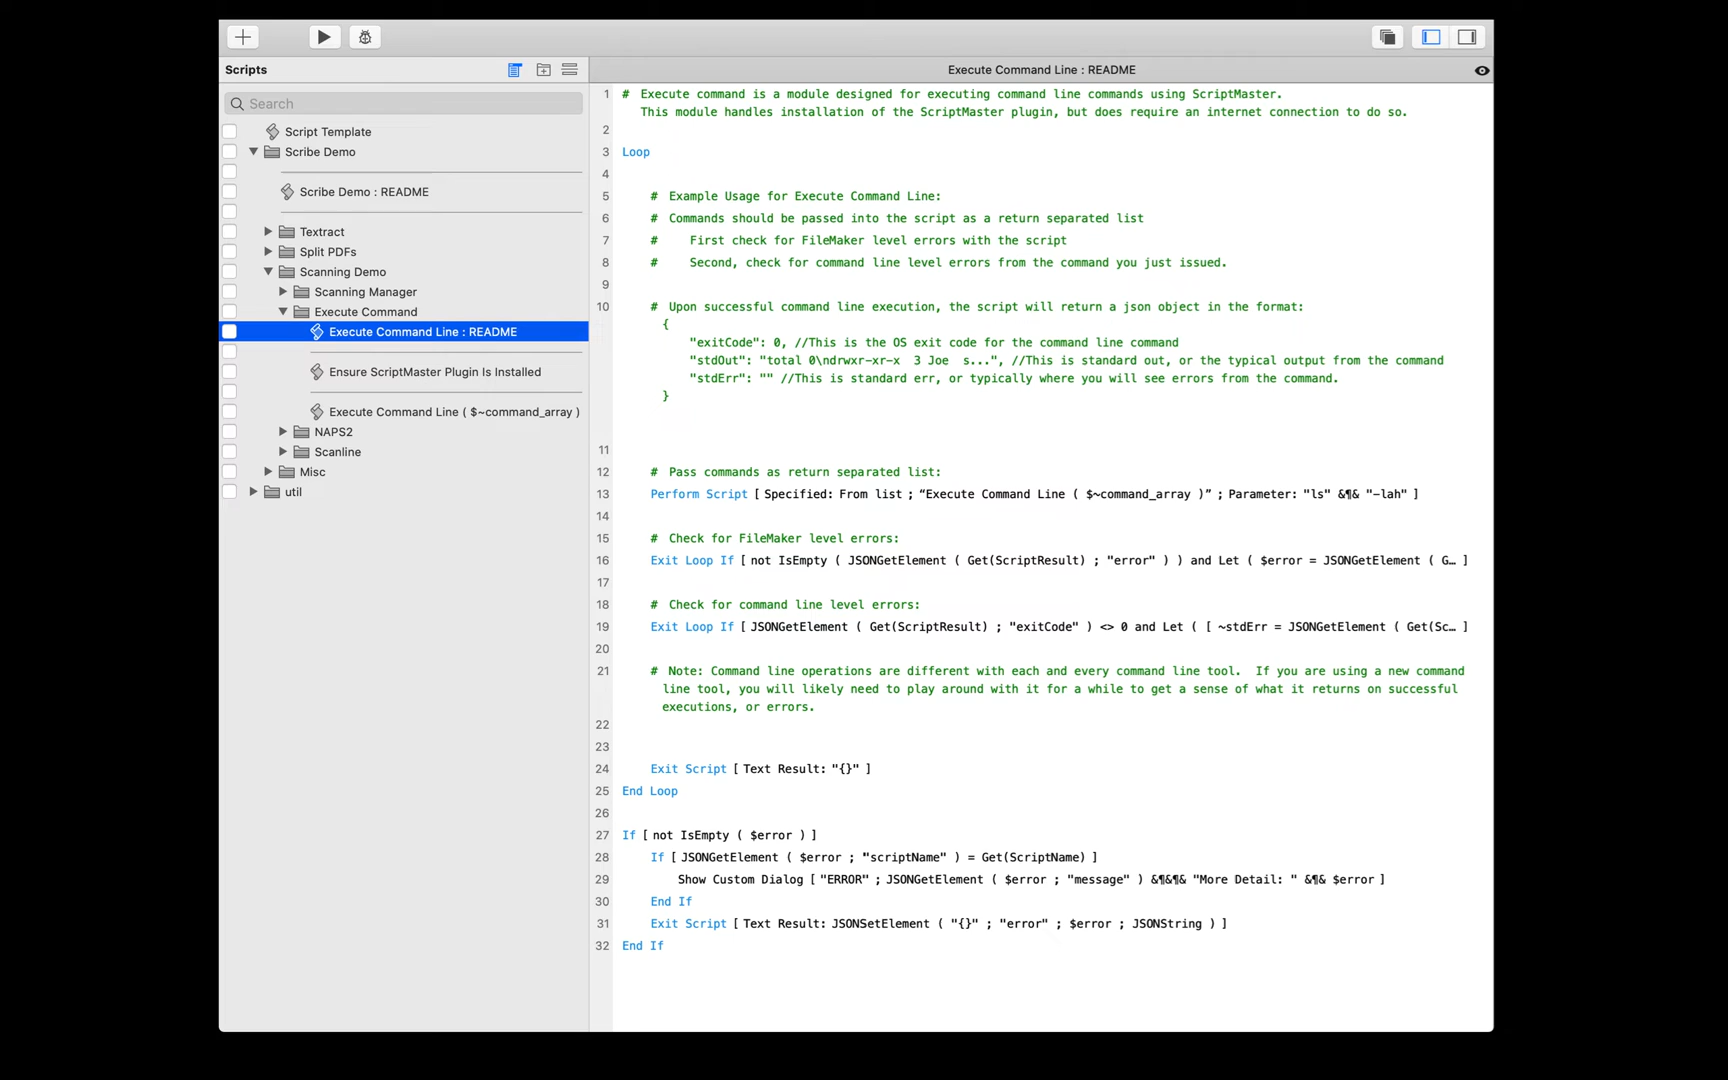 Scripts
Execute Command Line : README
Search
Script Template
Scribe Demo
Scribe Demo : README
Textract
Split PDFs
Scanning Demo
Scanning Manager
Execute Command
Execute Command Line : README
Ensure ScriptMaster Plugin Is Installed
Execute Command Line ( $~command_array )
NAPS2
Scanline
Misc
util
1 # Execute command is a module designed for executing command line commands using ScriptMaster.
This module handles installation of the ScriptMaster plugin, but does require an internet connection to do so.
2
3 Loop
4
5 # Example Usage for Execute Command Line:
6 # Commands should be passed into the script as a return separated list
7 # First check for FileMaker level errors with the script
8 # Second, check for command line level errors from the command you just issued.
9
10 # Upon successful command line execution, the script will return a json object in the format:
{
"exitCode": 0, //This is the OS exit code for the command line command
"stdOut": "total 0\ndrwxr-xr-x 3 Joe s...", //This is standard out, or the typical output from the command
"stdErr": "" //This is standard err, or typically where you will see errors from the command.
}
11
12 # Pass commands as return separated list:
13 Perform Script [ Specified: From list ; “Execute Command Line ( $~command_array )” ; Parameter: "ls" &¶& "-lah" ]
14
15 # Check for FileMaker level errors:
16 Exit Loop If [ not IsEmpty ( JSONGetElement ( Get(ScriptResult) ; "error" ) ) and Let ( $error = JSONGetElement ( G… ]
17
18 # Check for command line level errors:
19 Exit Loop If [ JSONGetElement ( Get(ScriptResult) ; "exitCode" ) <> 0 and Let ( [ ~stdErr = JSONGetElement ( Get(Sc… ]
20
21 # Note: Command line operations are different with each and every command line tool. If you are using a new command
line tool, you will likely need to play around with it for a while to get a sense of what it returns on successful
executions, or errors.
22
23
24 Exit Script [ Text Result: "{}" ]
25 End Loop
26
27 If [ not IsEmpty ( $error ) ]
28 If [ JSONGetElement ( $error ; "scriptName" ) = Get(ScriptName) ]
29 Show Custom Dialog [ "ERROR" ; JSONGetElement ( $error ; "message" ) &¶&¶& "More Detail: " &¶& $error ]
30 End If
31 Exit Script [ Text Result: JSONSetElement ( "{}" ; "error" ; $error ; JSONString ) ]
32 End If